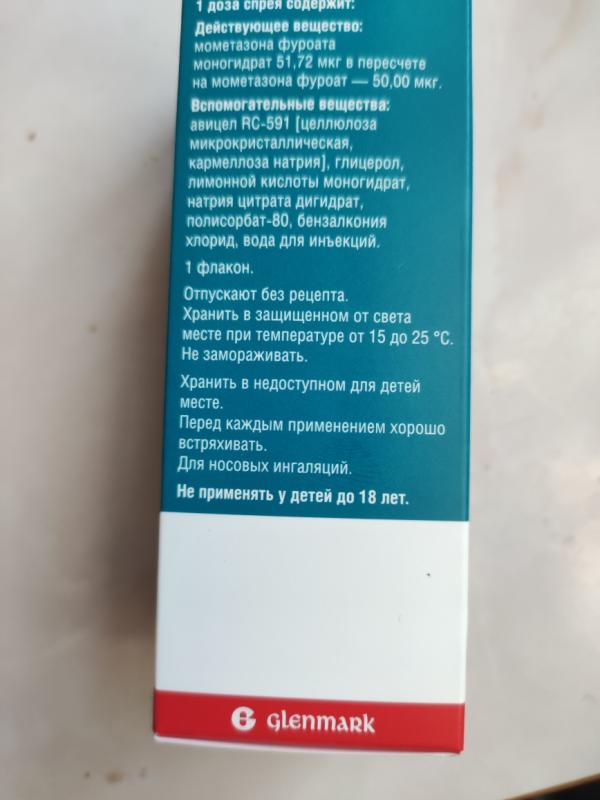 1 доза спрея содержит:
Действующее вещество:
мометазона фуроата
моногидрат 51,72 мкг в пересчете
на мометазона фуроат — 50,00 мкг.
Вспомогательные вещества:
авицел RC-591 [целлюлоза
микрокристаллическая,
кармеллоза натрия], глицерол,
лимонной кислоты моногидрат,
натрия цитрата дигидрат,
полисорбат-80, бензалкония
хлорид, вода для инъекций.
1 флакон.
Отпускают без рецепта.
Хранить в защищенном от света
месте при температуре от 15 до 25 °С.
Не замораживать.
Хранить в недоступном для детей
месте.
Перед каждым применением хорошо
встряхивать.
Для носовых ингаляций.
Не применять у детей до 18 лет.
glenmark